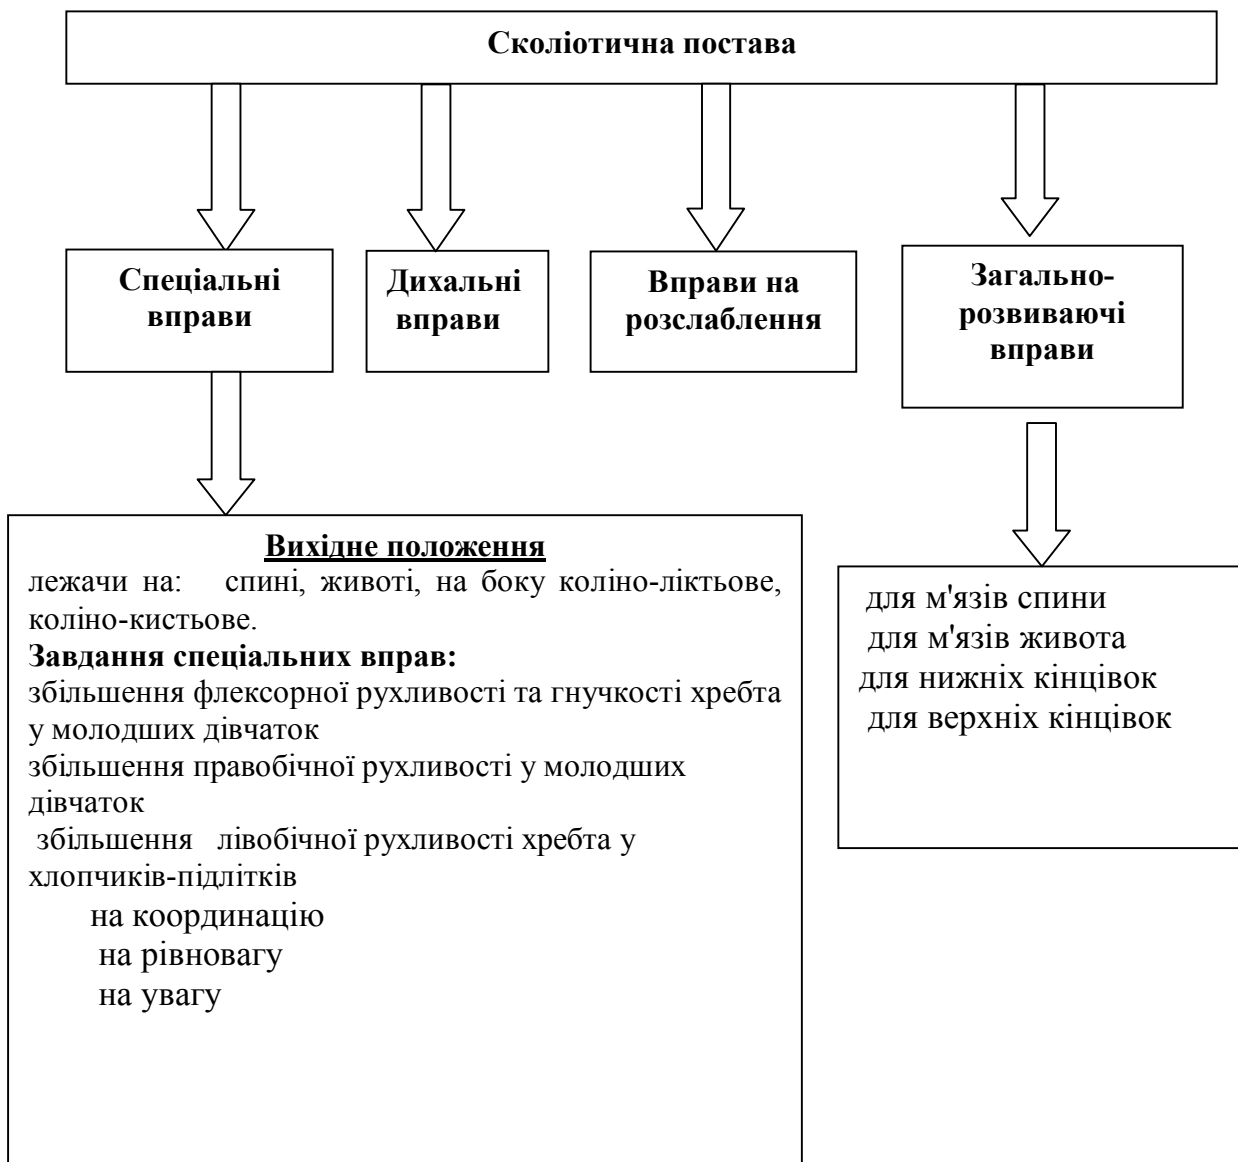 Сколіотична постава
Спеціальні
вправи
Дихальні
вправи
Вправи на
розслаблення
Загально-
розвиваючі
вправи
Вихідне положення
лежачи на: спині, животі, на боку коліно-ліктьове,
коліно-кистьове.
Завдання спеціальних вправ:
збільшення флексорної рухливості та гнучкості хребта
у молодших дівчаток
збільшення правобічної рухливості у молодших
дівчаток
збільшення лівобічної рухливості хребта у
хлопчиків-підлітків
на координацію
на рівновагу
на увагу
для м'язів спини
для м'язів живота
для нижніх кінцівок
для верхніх кінцівок